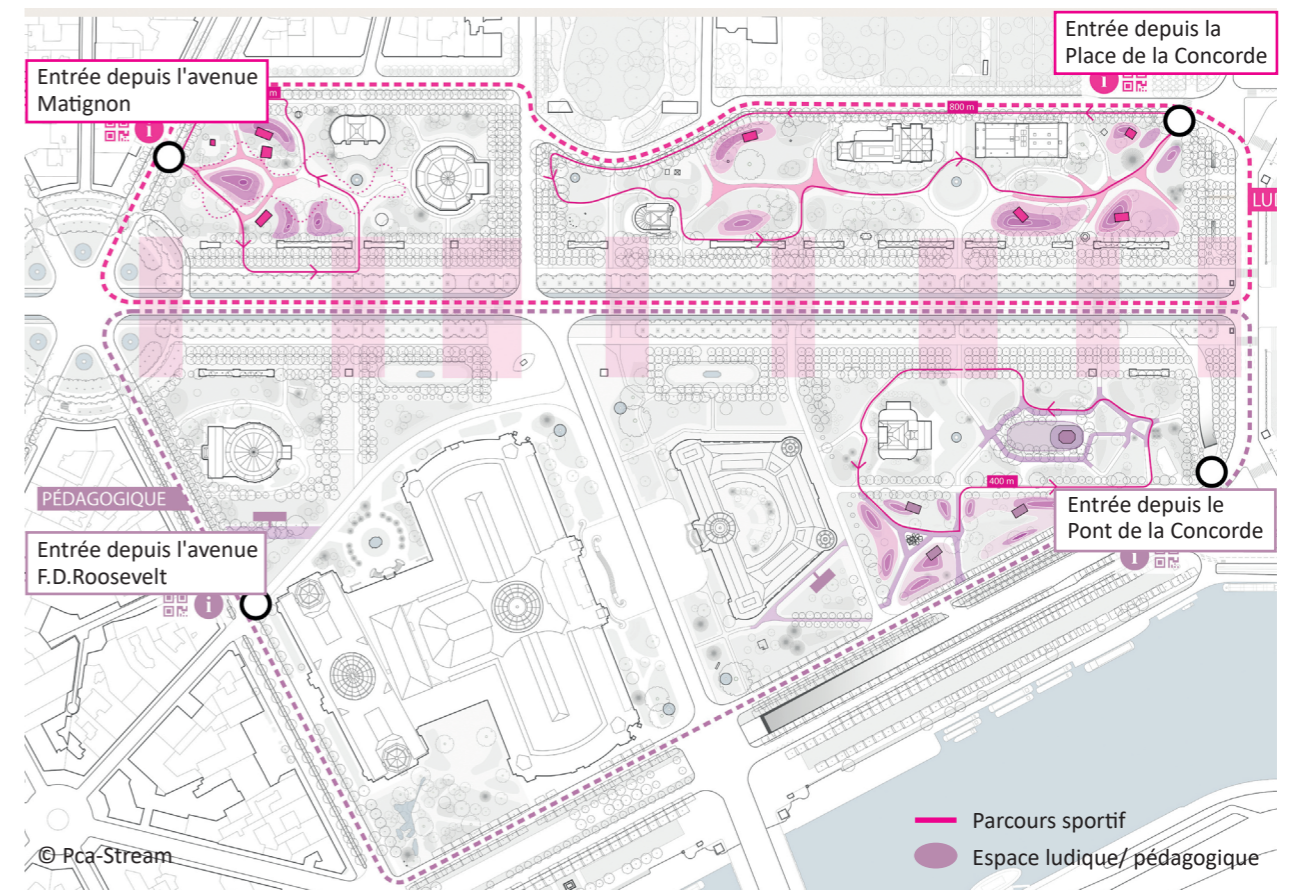 Entrée depuis la
Place de la Concorde
Entrée depuis l'avenue
Matignon
800 m
PÉDAGOGIQUE
400 m
Entrée depuis le
Pont de la Concorde
Entrée depuis l'avenue
F.D.Roosevelt
Parcours sportif
Espace ludique/ pédagogique
© Pca-Stream